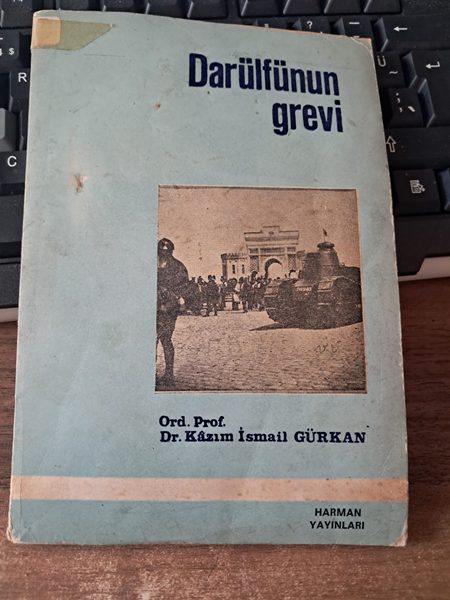 Darülfünun
grevi
Ord. Prof.
Dr. Kâzım İsmail GÜRKAN
HARMAN
YAYINLARI